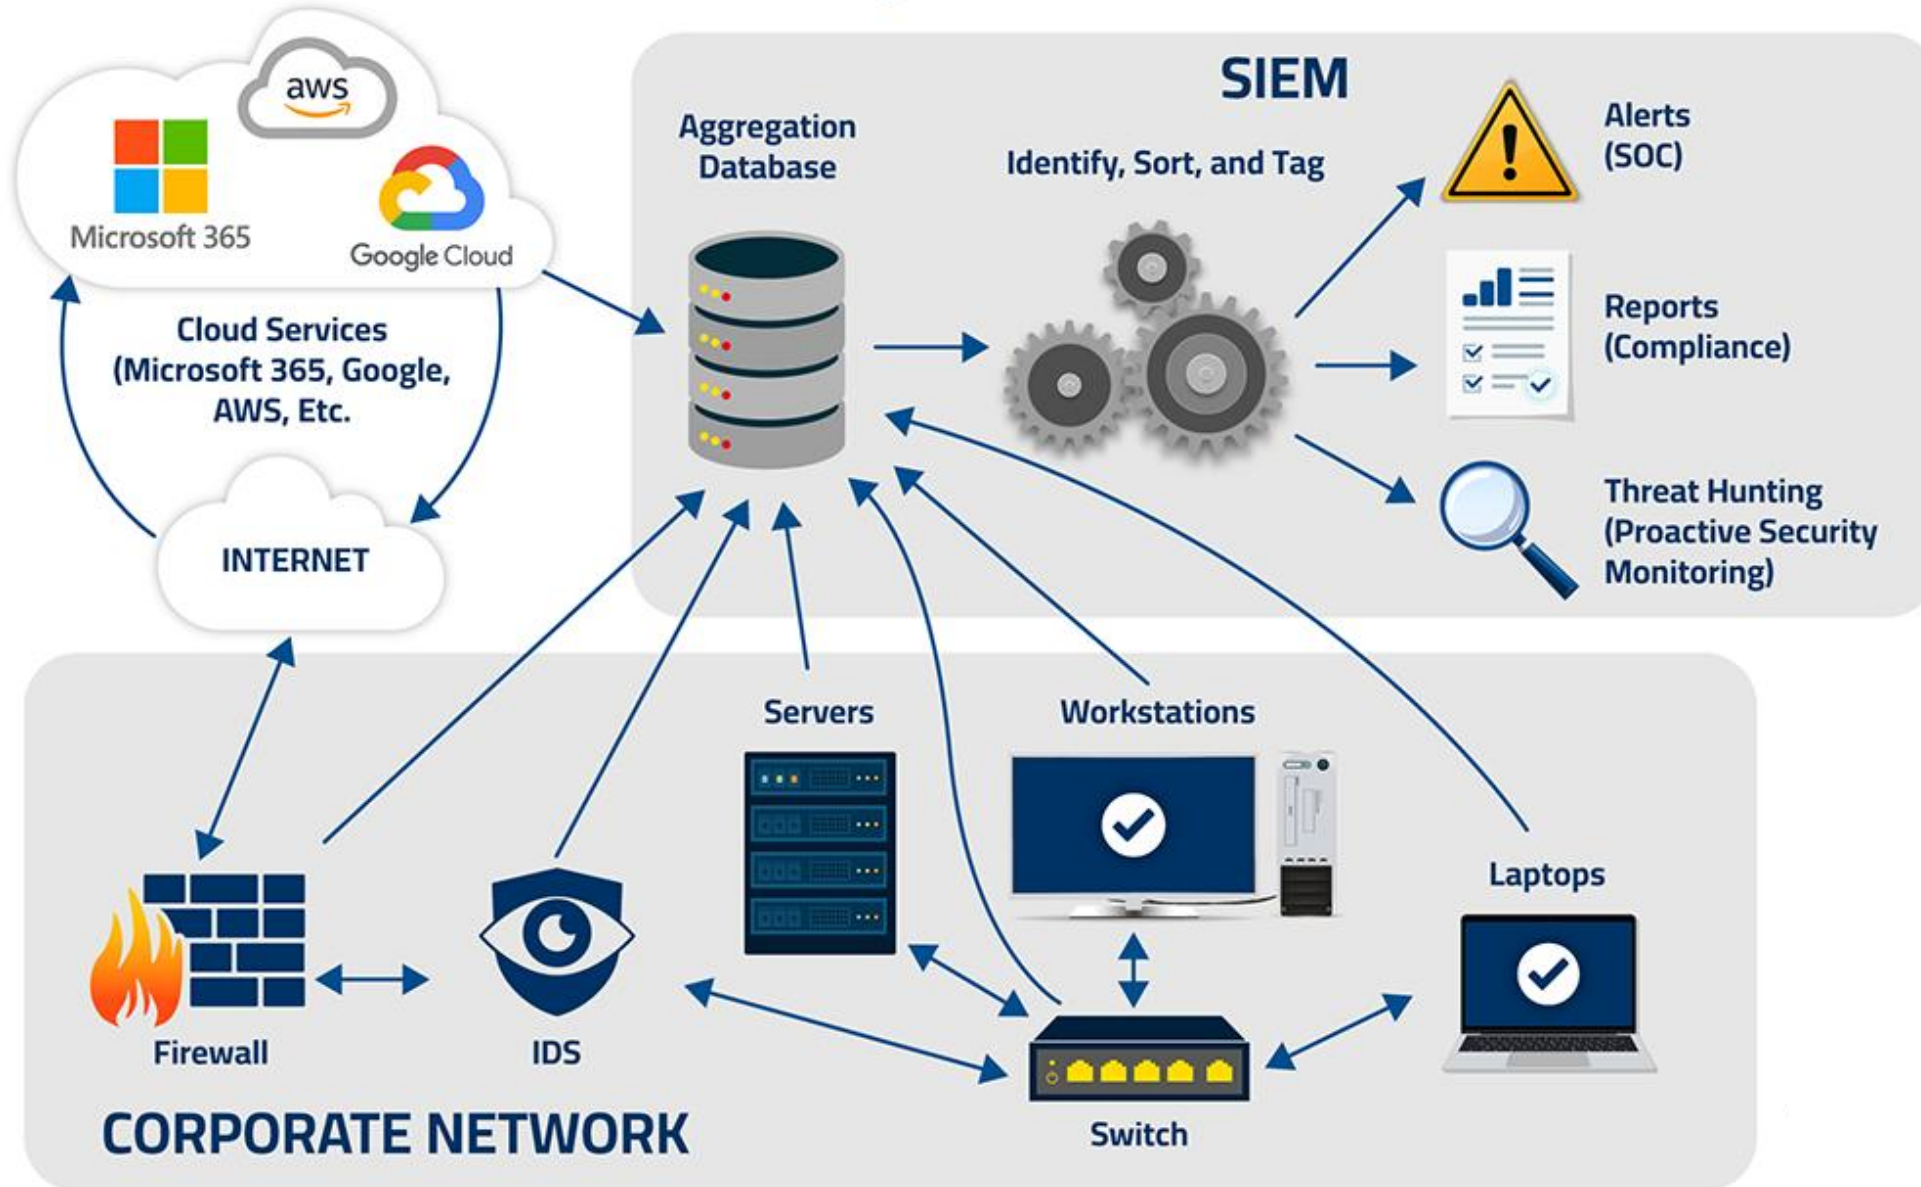 aws
Microsoft 365
Google Cloud
Cloud Services
(Microsoft 365, Google,
AWS, Etc.
INTERNET
SIEM
Aggregation
Database
Identify, Sort, and Tag
Alerts
(SOC)
Reports
(Compliance)
Threat Hunting
(Proactive Security
Monitoring)
Servers
Workstations
Laptops
Firewall
IDS
Switch
CORPORATE NETWORK